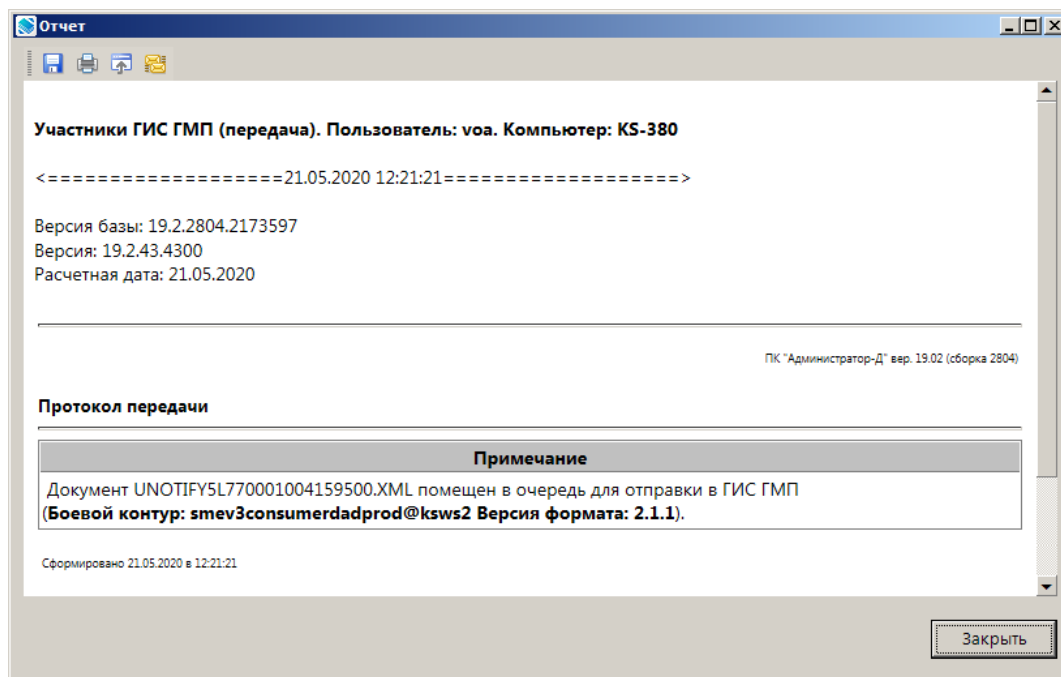 Отчет
Участники ГИС ГМП (передача). Пользователь: voa. Компьютер: KS-380
<===================21.05.2020 12:21:21===================>
Версия базы: 19.2.2804.2173597
Версия: 19.2.43.4300
Расчетная дата: 21.05.2020
ПК "Администратор-Д" вер. 19.02 (сборка 2804)
Протокол передачи
Примечание
Документ UNOTIFY5L770001004159500.XML помещен в очередь для отправки в ГИС ГМП
(Боевой контур: smev3consumerdadprod@ksws2 Версия формата: 2.1.1).
Сформировано 21.05.2020 в 12:21:21
Закрыть